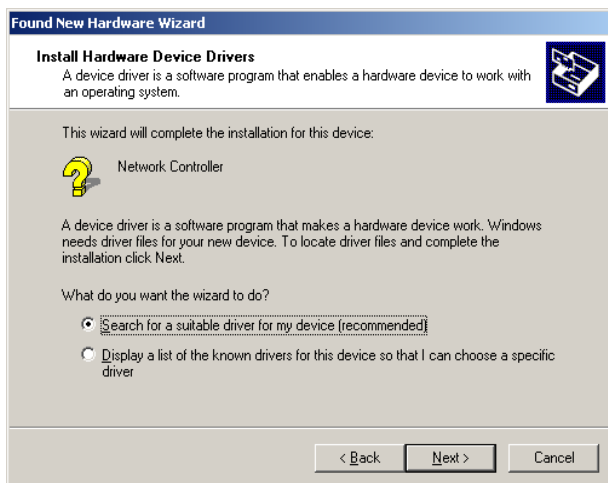 Found New Hardware Wizard
Install Hardware Device Drivers
A device driver is a software program that enables a hardware device to work with
an operating system.
This wizard will complete the installation for this device:
Network Controller
A device driver is a software program that makes a hardware device work. Windows
needs driver files for your new device. To locate driver files and complete the
installation click Next.
What do you want the wizard to do?
Search for a suitable driver for my device (recommended)
Display a list of the known drivers for this device so that I can choose a specific
driver
< Back Next > Cancel